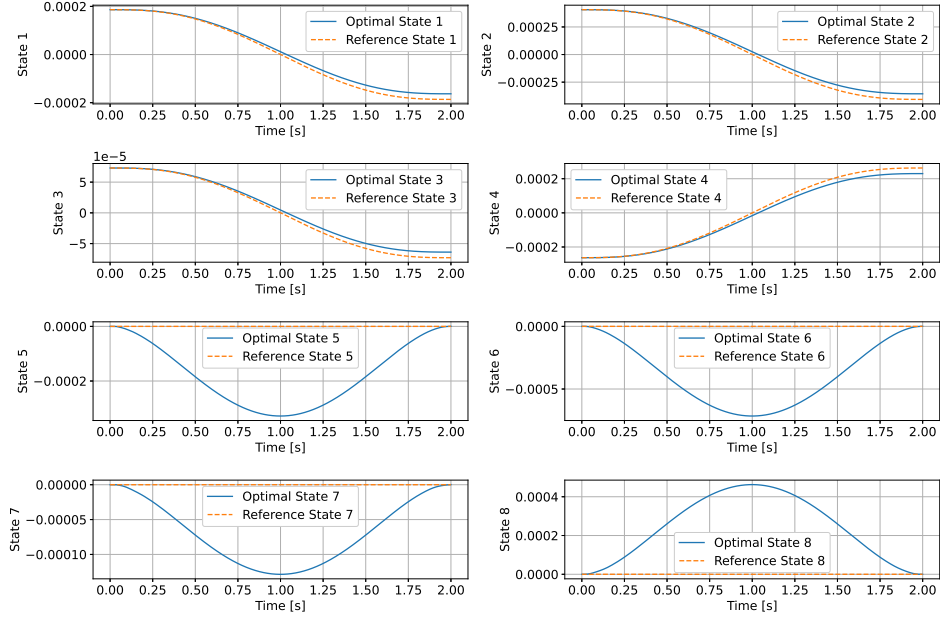 0.0002
0.0000
−0.0002
State 1
Optimal State 1
Reference State 1
0.00 0.25 0.50 0.75 1.00 1.25 1.50 1.75 2.00
Time [s]
0.00025
0.00000
−0.00025
State 2
Optimal State 2
Reference State 2
0.00 0.25 0.50 0.75 1.00 1.25 1.50 1.75 2.00
Time [s]
1e−5
5
0
−5
State 3
Optimal State 3
Reference State 3
0.00 0.25 0.50 0.75 1.00 1.25 1.50 1.75 2.00
Time [s]
0.0002
0.0000
−0.0002
State 4
Optimal State 4
Reference State 4
0.00 0.25 0.50 0.75 1.00 1.25 1.50 1.75 2.00
Time [s]
0.0000
−0.0002
State 5
Optimal State 5
Reference State 5
0.00 0.25 0.50 0.75 1.00 1.25 1.50 1.75 2.00
Time [s]
0.0000
−0.0005
State 6
Optimal State 6
Reference State 6
0.00 0.25 0.50 0.75 1.00 1.25 1.50 1.75 2.00
Time [s]
0.00000
−0.00005
−0.00010
State 7
Optimal State 7
Reference State 7
0.00 0.25 0.50 0.75 1.00 1.25 1.50 1.75 2.00
Time [s]
0.0004
0.0002
0.0000
State 8
Optimal State 8
Reference State 8
0.00 0.25 0.50 0.75 1.00 1.25 1.50 1.75 2.00
Time [s]